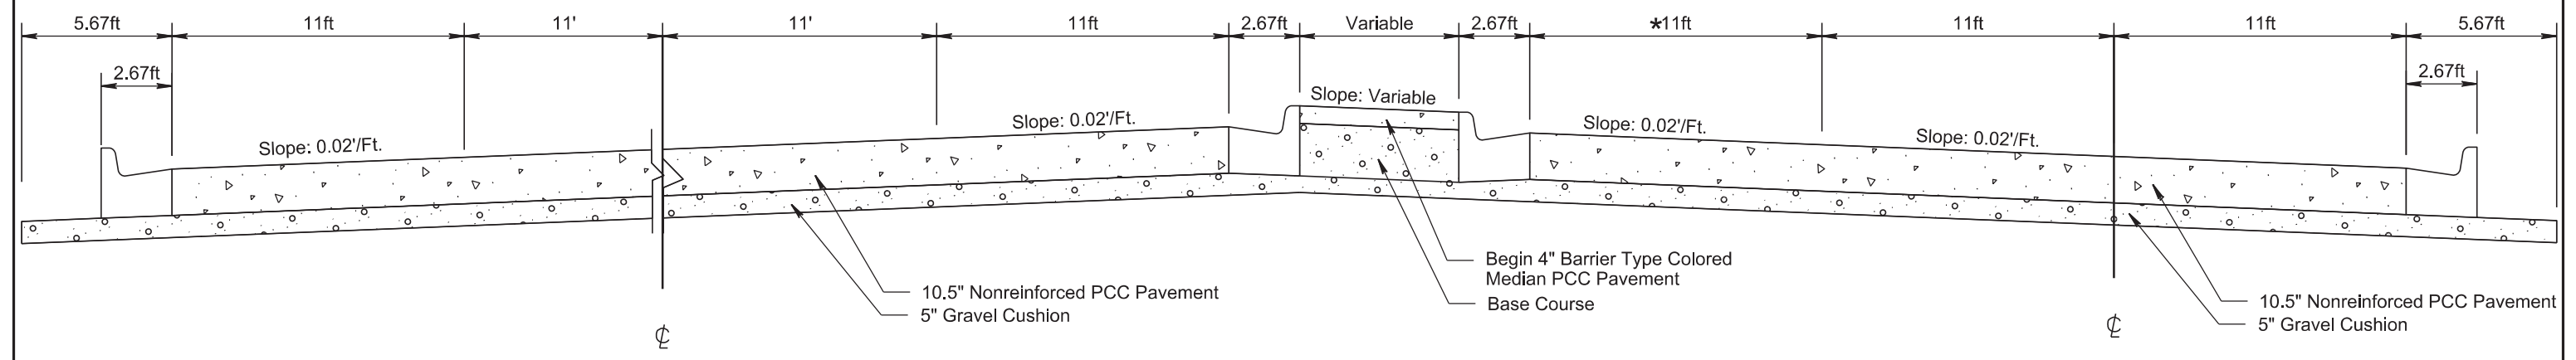 5.67ft 11ft 11' 11' 11ft 2.67ft Variable 2.67ft *11ft 11ft 11ft 5.67ft
2.67ft 2.67ft
Slope: Variable
Slope: 0.02'/Ft. Slope: 0.02'/Ft. Slope: 0.02'/Ft. Slope: 0.02'/Ft.
Begin 4" Barrier Type Colored
Median PCC Pavement
Base Course
10.5" Nonreinforced PCC Pavement
5" Gravel Cushion
10.5" Nonreinforced PCC Pavement
5" Gravel Cushion
℄ ℄